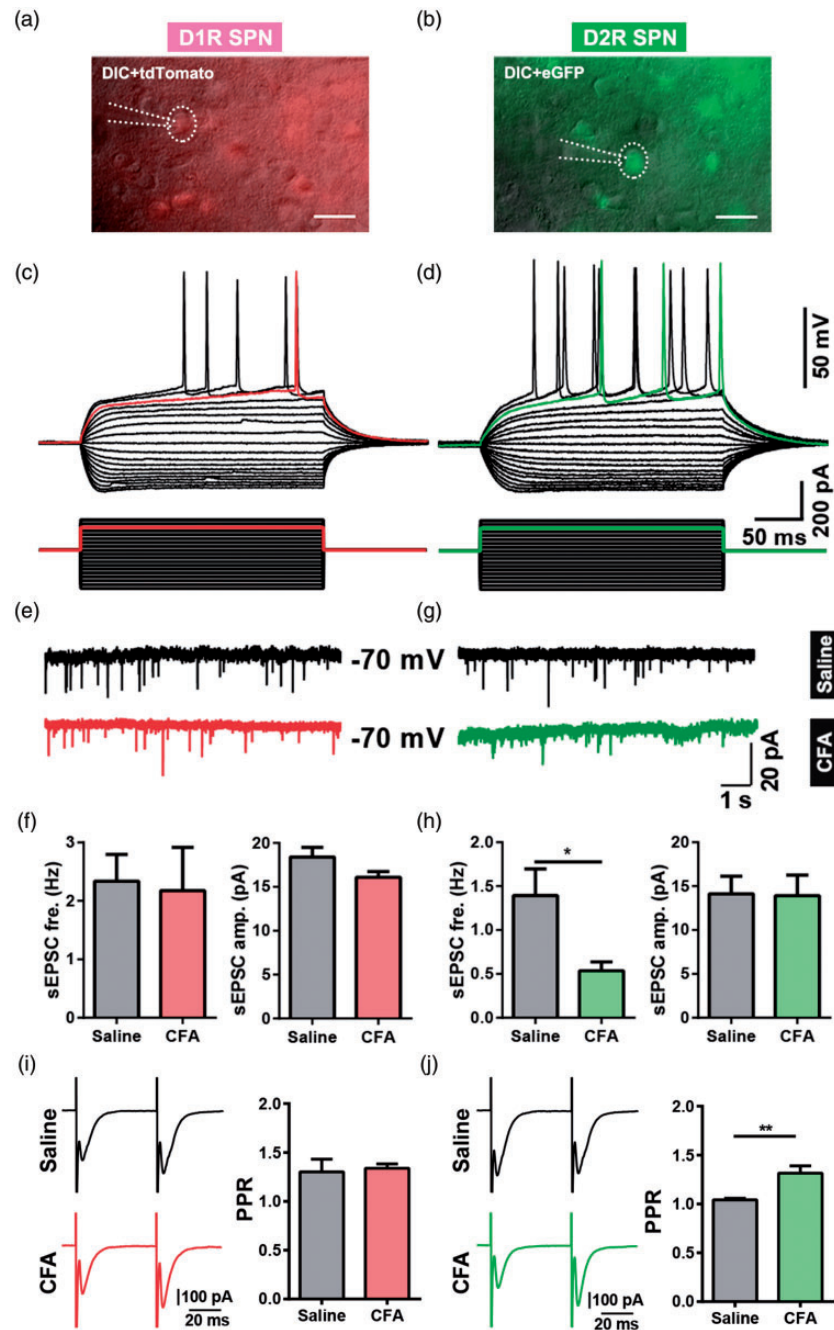 (a)
D1R SPN
DIC+tdTomato
(b)
D2R SPN
DIC+eGFP
(c)
(d)
50 mV
200 pA
50 ms
(e)
(g)
-70 mV
Saline
-70 mV
CFA
20 pA
1 s
(f)
sEPSC fre. (Hz)
3
2
1
0
Saline
CFA
sEPSC amp. (pA)
20
15
10
5
0
Saline
CFA
(h)
sEPSC fre. (Hz)
2.0
1.5
1.0
0.5
0.0
*
Saline
CFA
sEPSC amp. (pA)
20
15
10
5
0
Saline
CFA
(i)
Saline
CFA
100 pA
20 ms
PPR
2.0
1.5
1.0
0.5
0.0
Saline
CFA
(j)
Saline
CFA
100 pA
20 ms
PPR
2.0
1.5
1.0
0.5
0.0
**
Saline
CFA